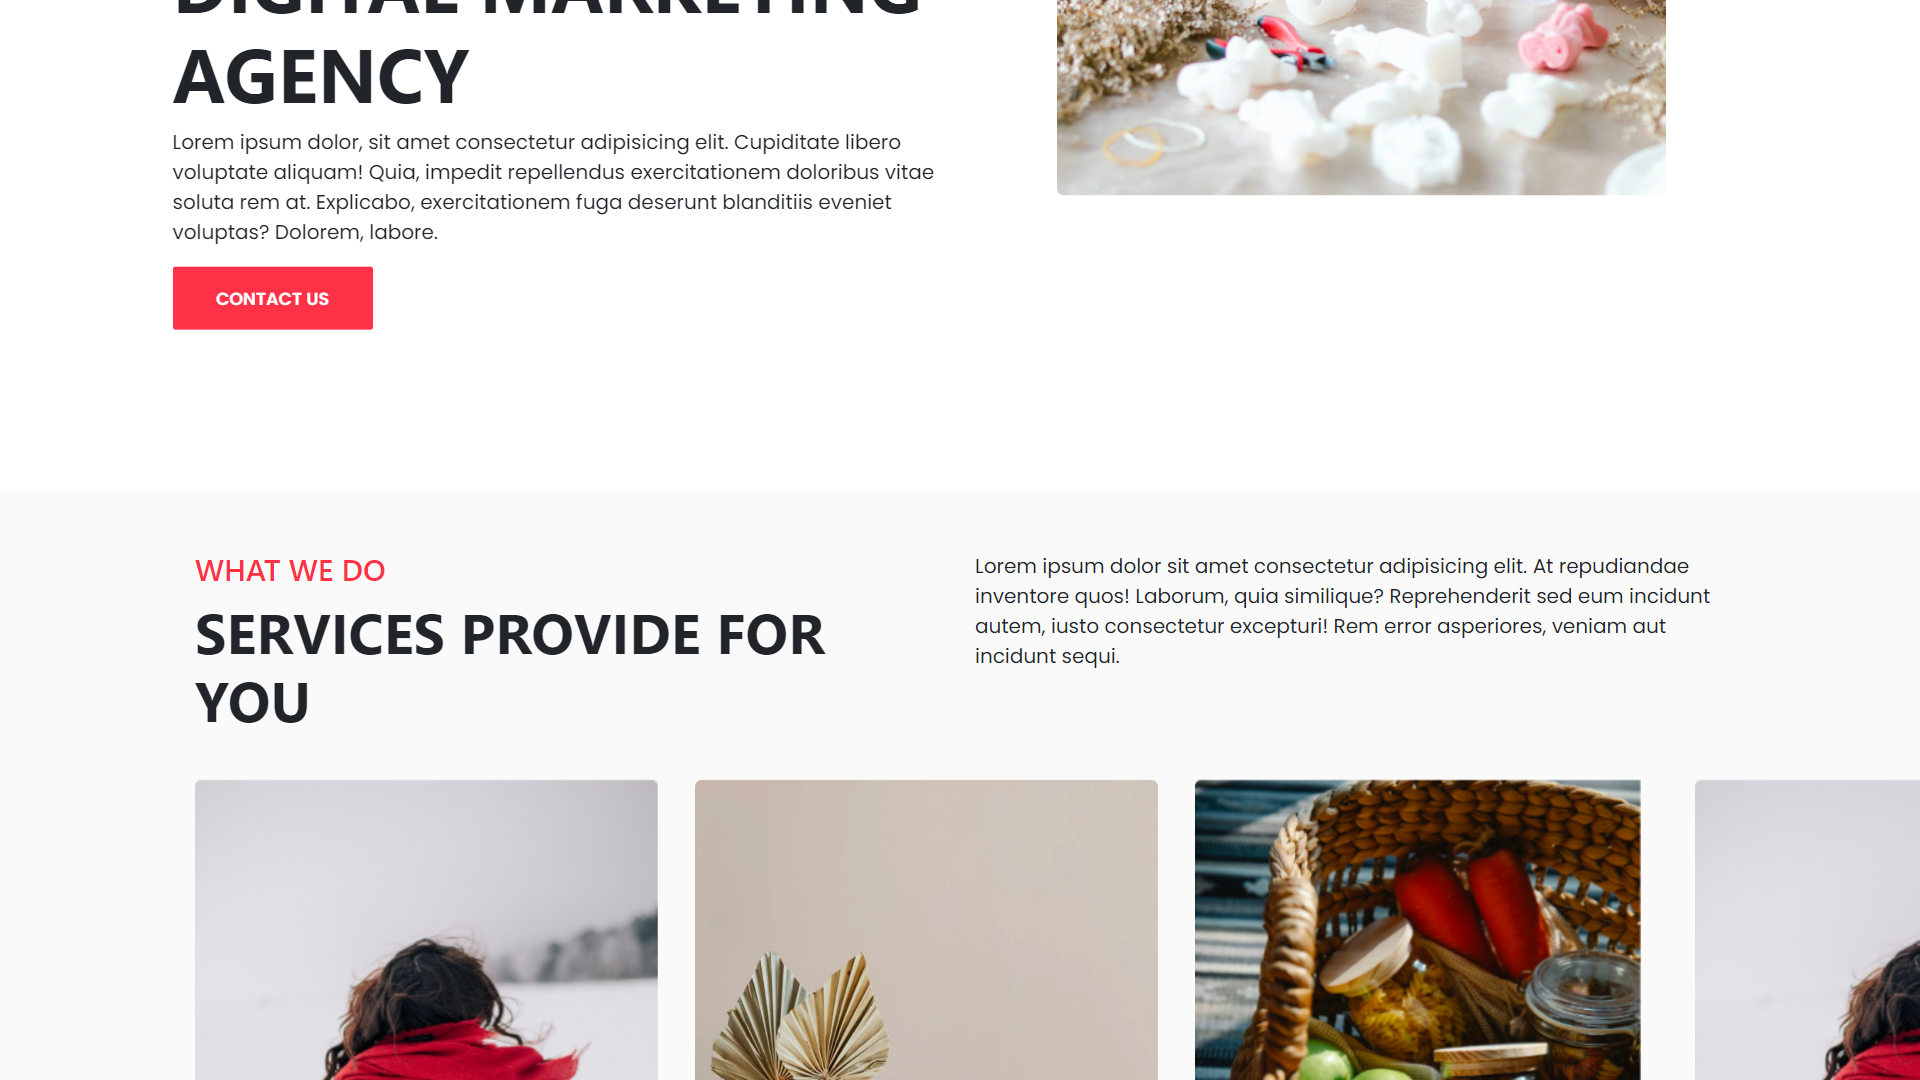 DIGITAL MARKETING
AGENCY
Lorem ipsum dolor, sit amet consectetur adipisicing elit. Cupiditate libero
voluptate aliquam! Quia, impedit repellendus exercitationem doloribus vitae
soluta rem at. Explicabo, exercitationem fuga deserunt blanditiis eveniet
voluptas? Dolorem, labore.
CONTACT US
WHAT WE DO
SERVICES PROVIDE FOR
YOU
Lorem ipsum dolor sit amet consectetur adipisicing elit. At repudiandae
inventore quos! Laborum, quia similique? Reprehenderit sed eum incidunt
autem, iusto consectetur excepturi! Rem error asperiores, veniam aut
incidunt sequi.